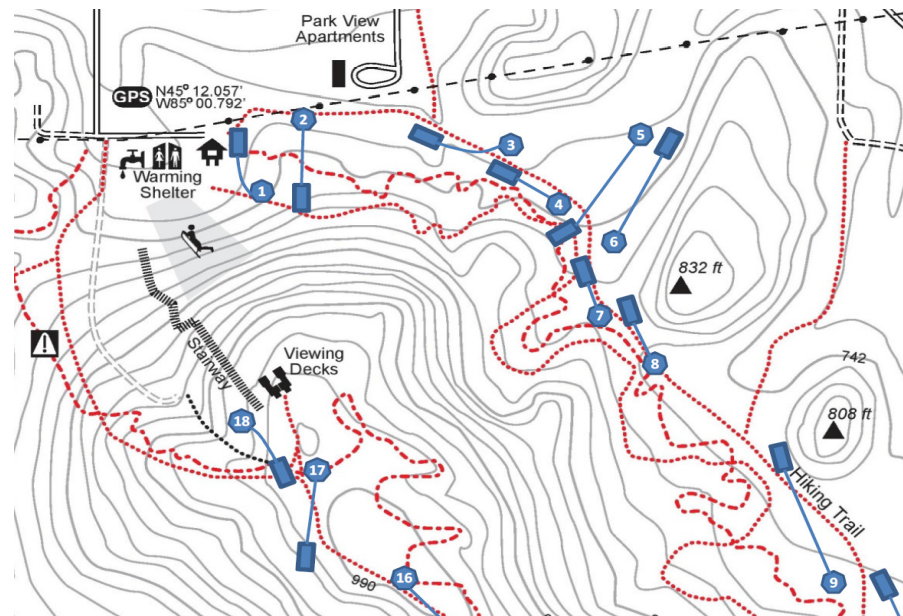 Park View
Apartments
GPS
N45° 12.057'
W85° 00.792'
2
5
3
Warming
Shelter
1
4
6
832 ft
7
742
Stairway
Viewing
Decks
8
808 ft
18
17
Hiking Trail
990
16
9